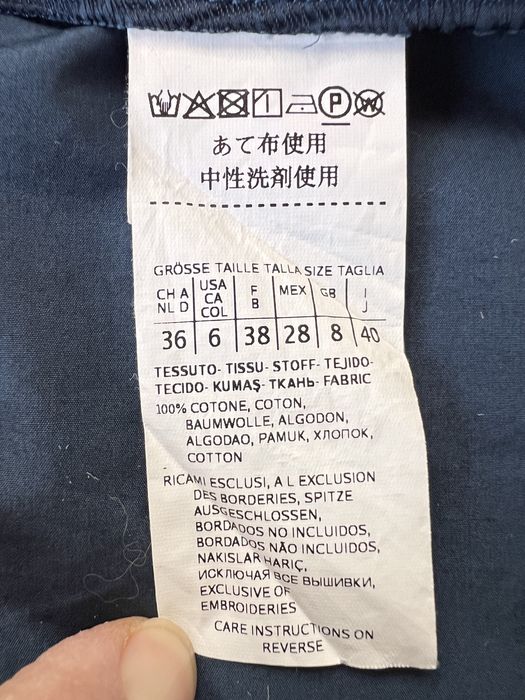 P W
あて布使用
中性洗剤使用
GRÖSSE TAILLE TALLA SIZE TAGLIA
CH A USA F MEX GB I
NL D CA B J
COL
36 6 38 28 8 40
TESSUTO- TISSU- STOFF- TEJIDO-
TECIDO- KUMAŞ- ТКАНЬ- FABRIC
100% COTONE, COTON,
BAUMWOLLE, ALGODON,
ALGODAO, PAMUK, ХЛОПОК,
COTTON
RICAMI ESCLUSI, A L EXCLUSION
DES BORDERIES, SPITZE
AUSGESCHLOSSEN,
BORDADOS NO INCLUIDOS,
BORDADOS NÃO INCLUIDOS,
NAKISLAR HARIÇ,
ИСКЛЮЧАЯ ВСЕ ВЫШИВКИ,
EXCLUSIVE OF
EMBROIDERIES
CARE INSTRUCTIONS ON
REVERSE